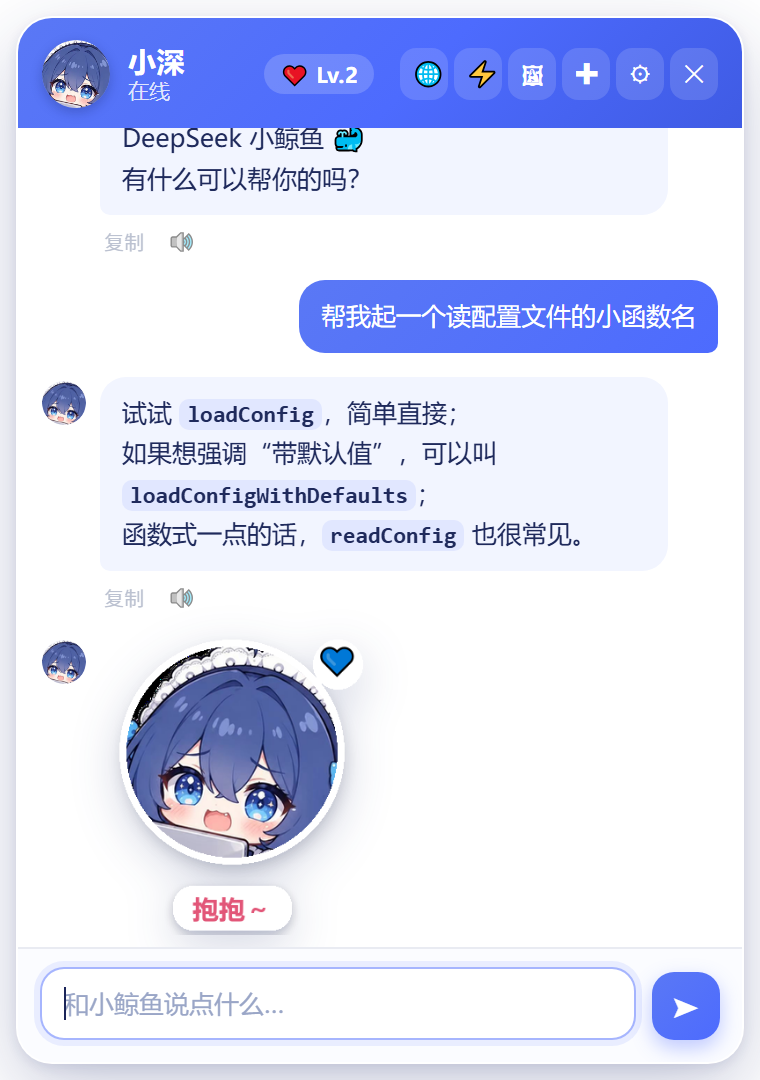 小深
在线
Lv.2
DeepSeek 小鲸鱼
有什么可以帮你的吗？
复制
帮我起一个读配置文件的小函数名
试试 loadConfig，简单直接；
如果想强调“带默认值”，可以叫
loadConfigWithDefaults；
函数式一点的话，readConfig 也很常见。
复制
抱抱 ~
和小鲸鱼说点什么...